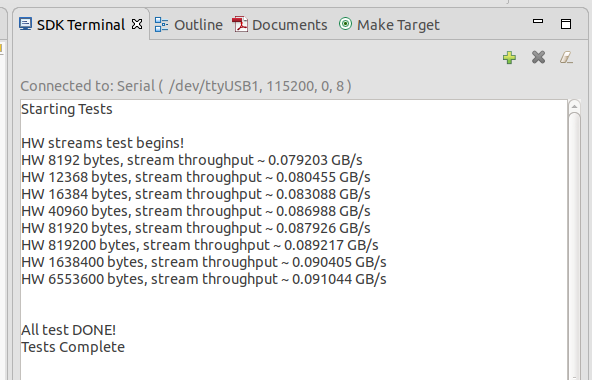 SDK Terminal Outline Documents Make Target
Connected to: Serial ( /dev/ttyUSB1, 115200, 0, 8 )
Starting Tests
HW streams test begins!
HW 8192 bytes, stream throughput ~ 0.079203 GB/s
HW 12368 bytes, stream throughput ~ 0.080455 GB/s
HW 16384 bytes, stream throughput ~ 0.083088 GB/s
HW 40960 bytes, stream throughput ~ 0.086988 GB/s
HW 81920 bytes, stream throughput ~ 0.087926 GB/s
HW 819200 bytes, stream throughput ~ 0.089217 GB/s
HW 1638400 bytes, stream throughput ~ 0.090405 GB/s
HW 6553600 bytes, stream throughput ~ 0.091044 GB/s
All test DONE!
Tests Complete